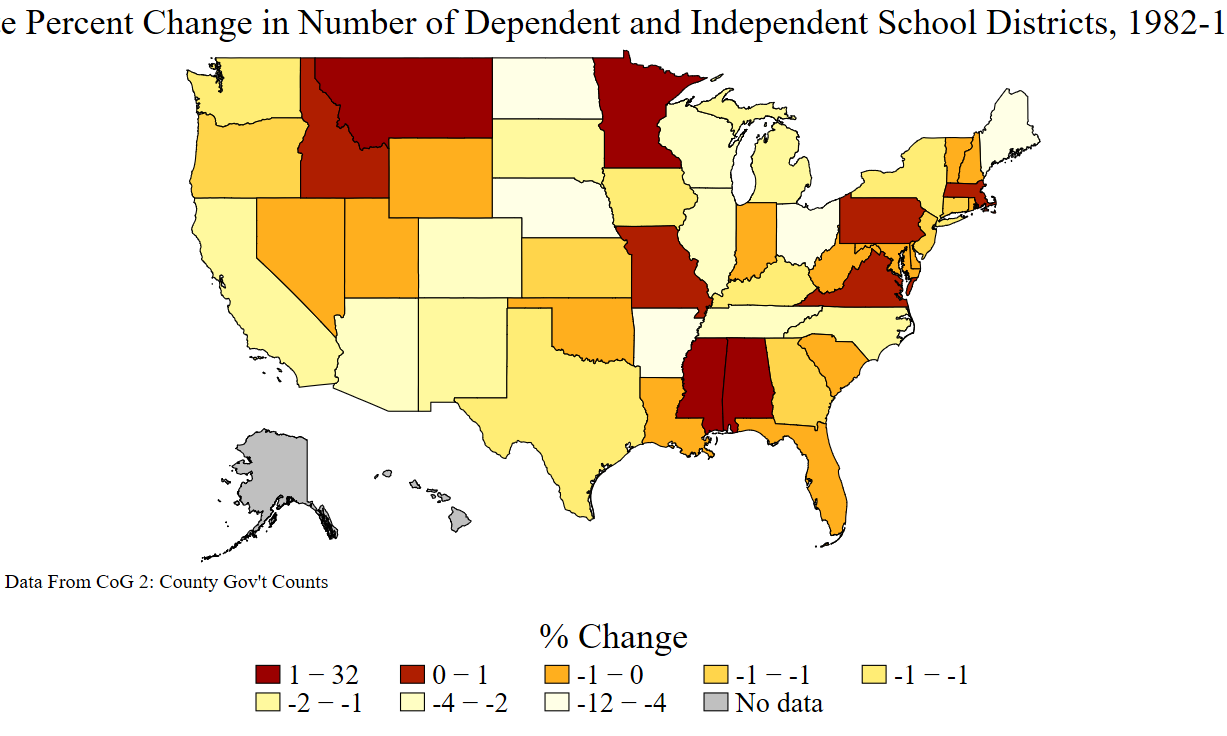 e Percent Change in Number of Dependent and Independent School Districts, 1982-1
Data From CoG 2: County Gov't Counts
% Change
1 − 32 0 − 1 -1 − 0 -1 − -1 -1 − -1
-2 − -1 -4 − -2 -12 − -4 No data